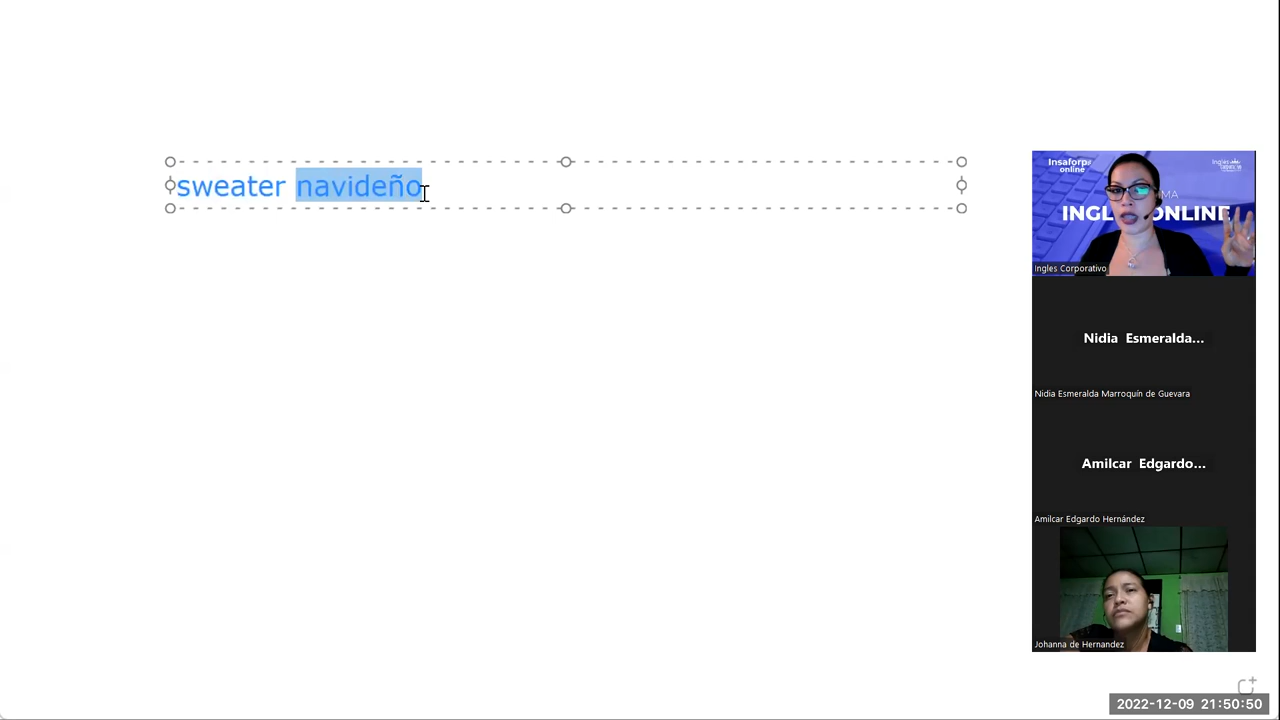 sweater navideño
Insaforp
online
INGL ONLINE
Ingles Corporativo
Nidia Esmeralda...
Nidia Esmeralda Marroquín de Guevara
Amilcar Edgardo...
Amilcar Edgardo Hernández
Johanna de Hernandez
2022-12-09 21:50:50